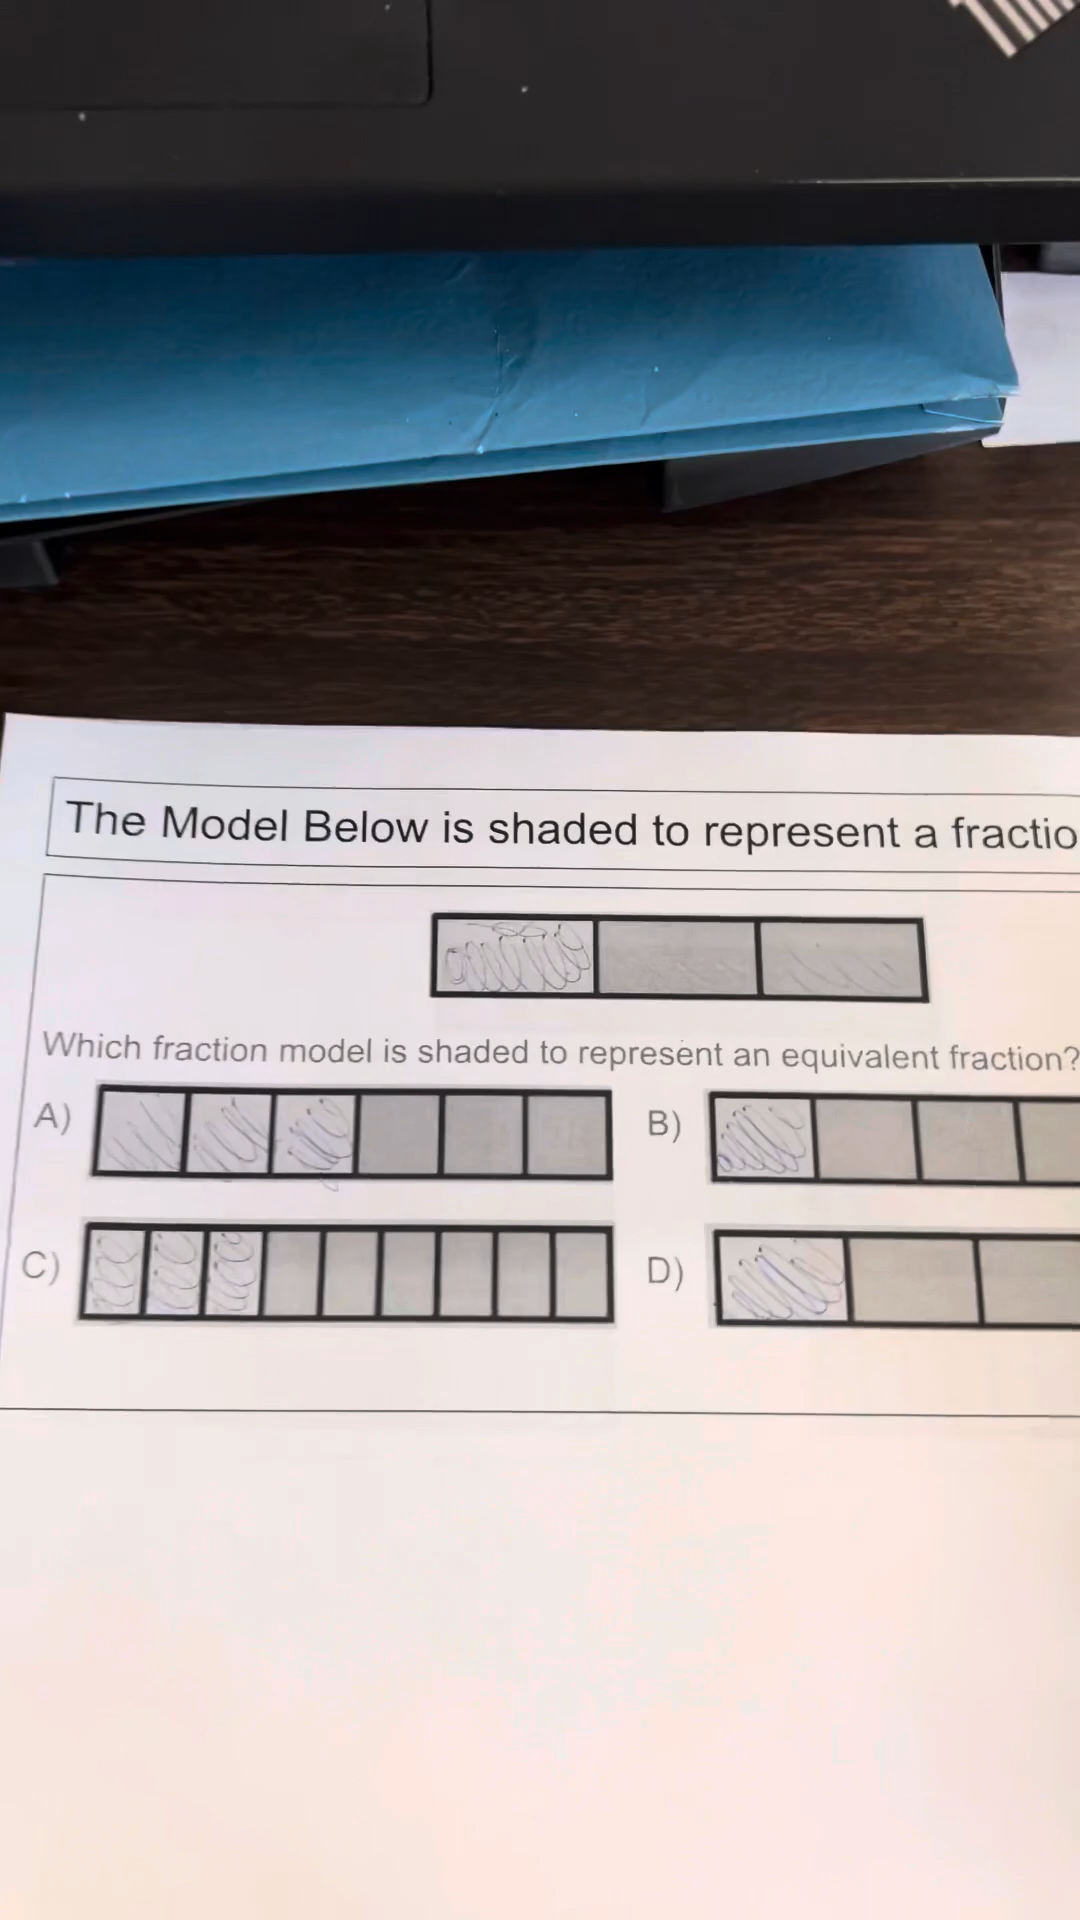 The Model Below is shaded to represent a fractio
Which fraction model is shaded to represent an equivalent fraction?
A)
B)
C)
D)